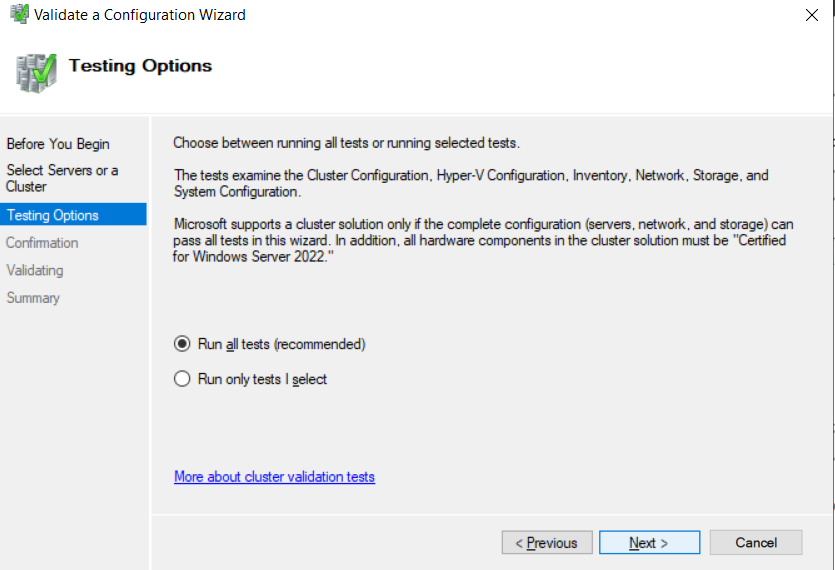 Validate a Configuration Wizard
Testing Options
Before You Begin
Select Servers or a
Cluster
Testing Options
Confirmation
Validating
Summary
Choose between running all tests or running selected tests.
The tests examine the Cluster Configuration, Hyper-V Configuration, Inventory, Network, Storage, and
System Configuration.
Microsoft supports a cluster solution only if the complete configuration (servers, network, and storage) can
pass all tests in this wizard. In addition, all hardware components in the cluster solution must be "Certified
for Windows Server 2022."
Run all tests (recommended)
Run only tests I select
More about cluster validation tests
< Previous
Next >
Cancel